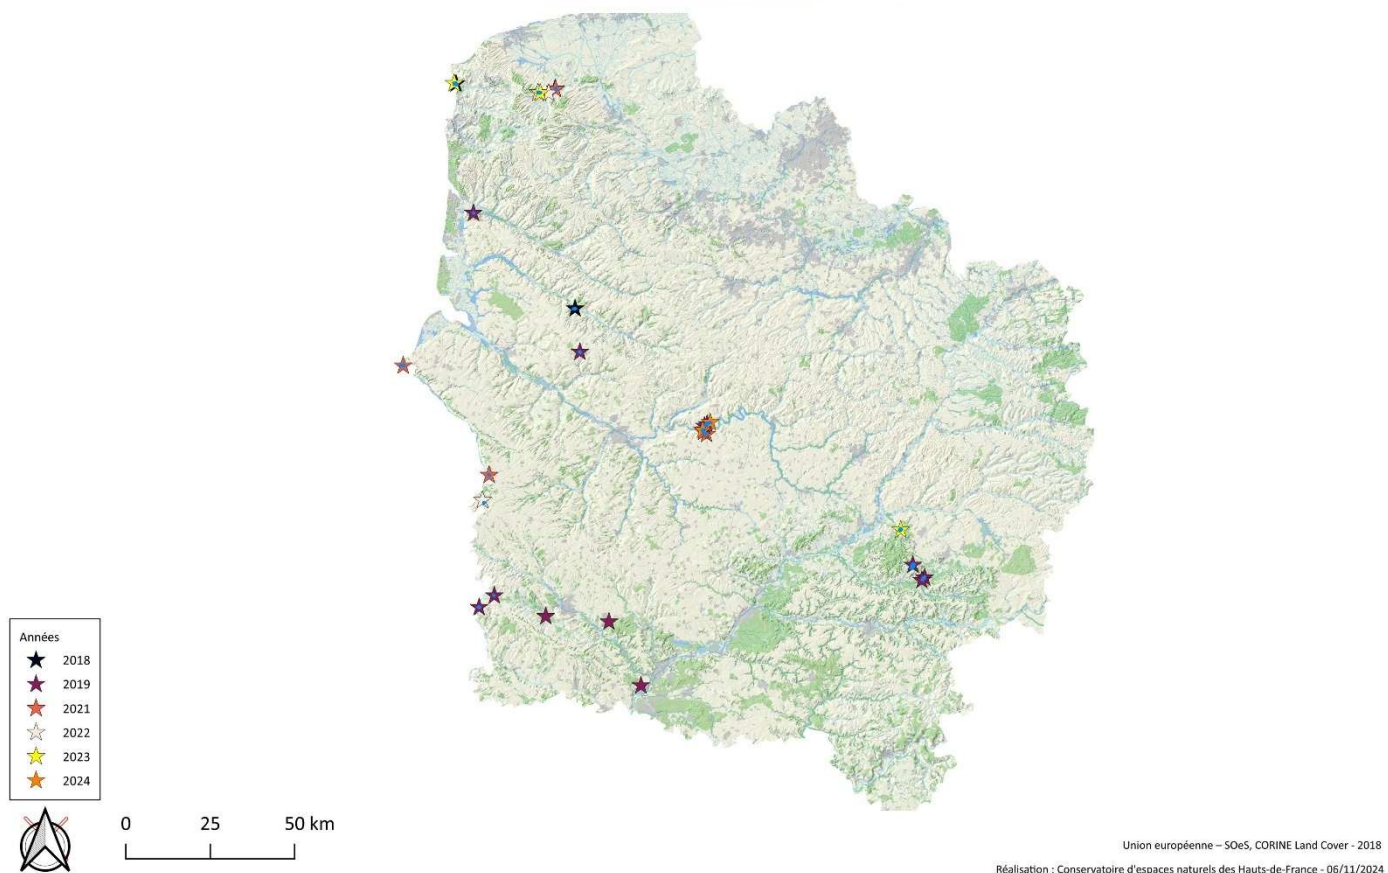 Années
2018
2019
2021
2022
2023
2024
0 25 50 km
Union européenne – SOeS, CORINE Land Cover - 2018
Réalisation : Conservatoire d'espaces naturels des Hauts-de-France - 06/11/2024